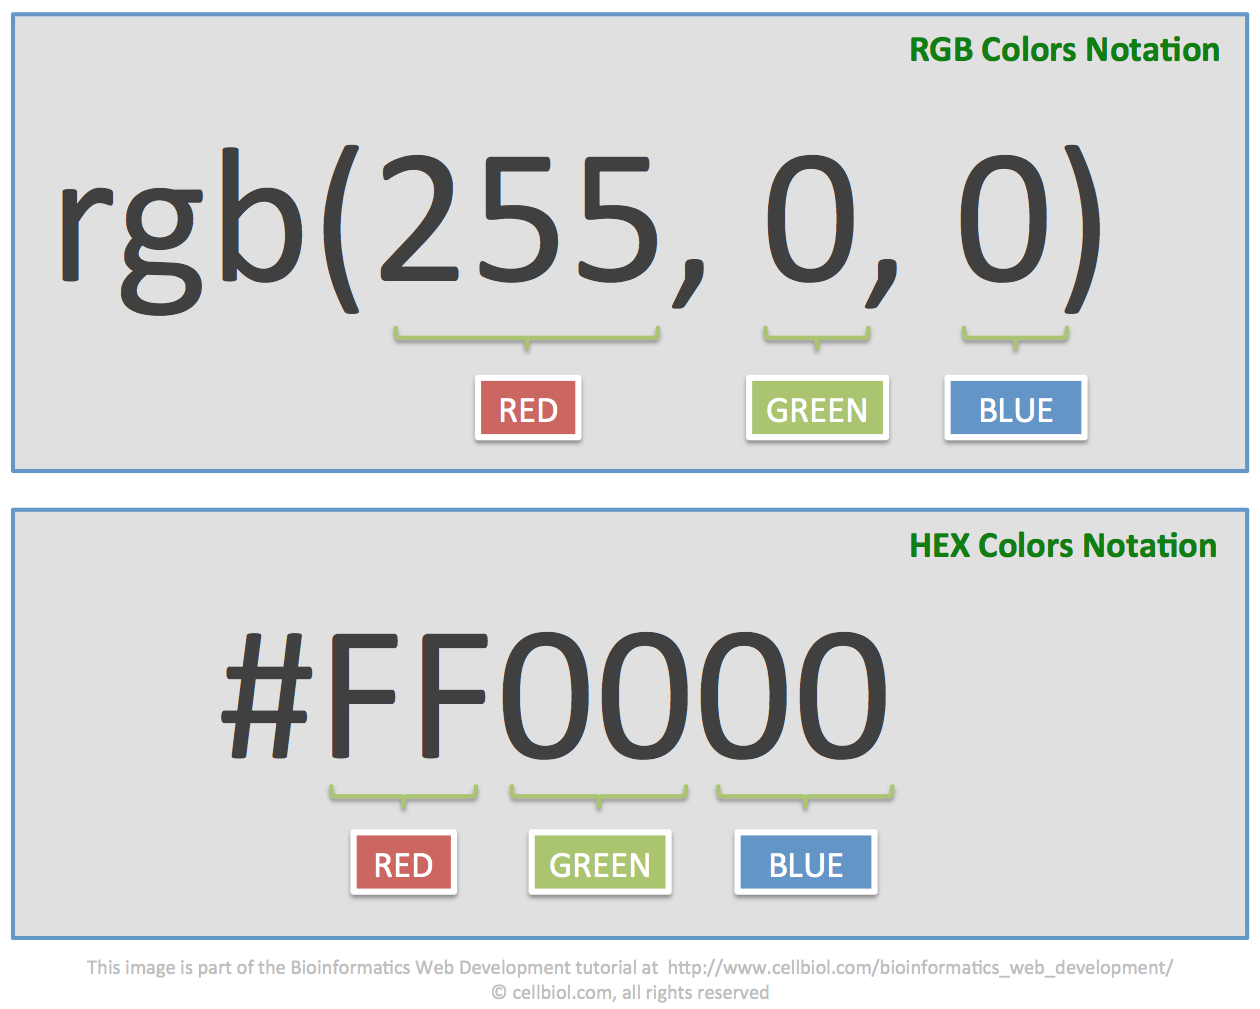 RGB Colors Notation
rgb(255, 0, 0)
RED GREEN BLUE
HEX Colors Notation
#FF0000
RED GREEN BLUE
This image is part of the Bioinformatics Web Development tutorial at http://www.cellbiol.com/bioinformatics_web_development/
© cellbiol.com, all rights reserved